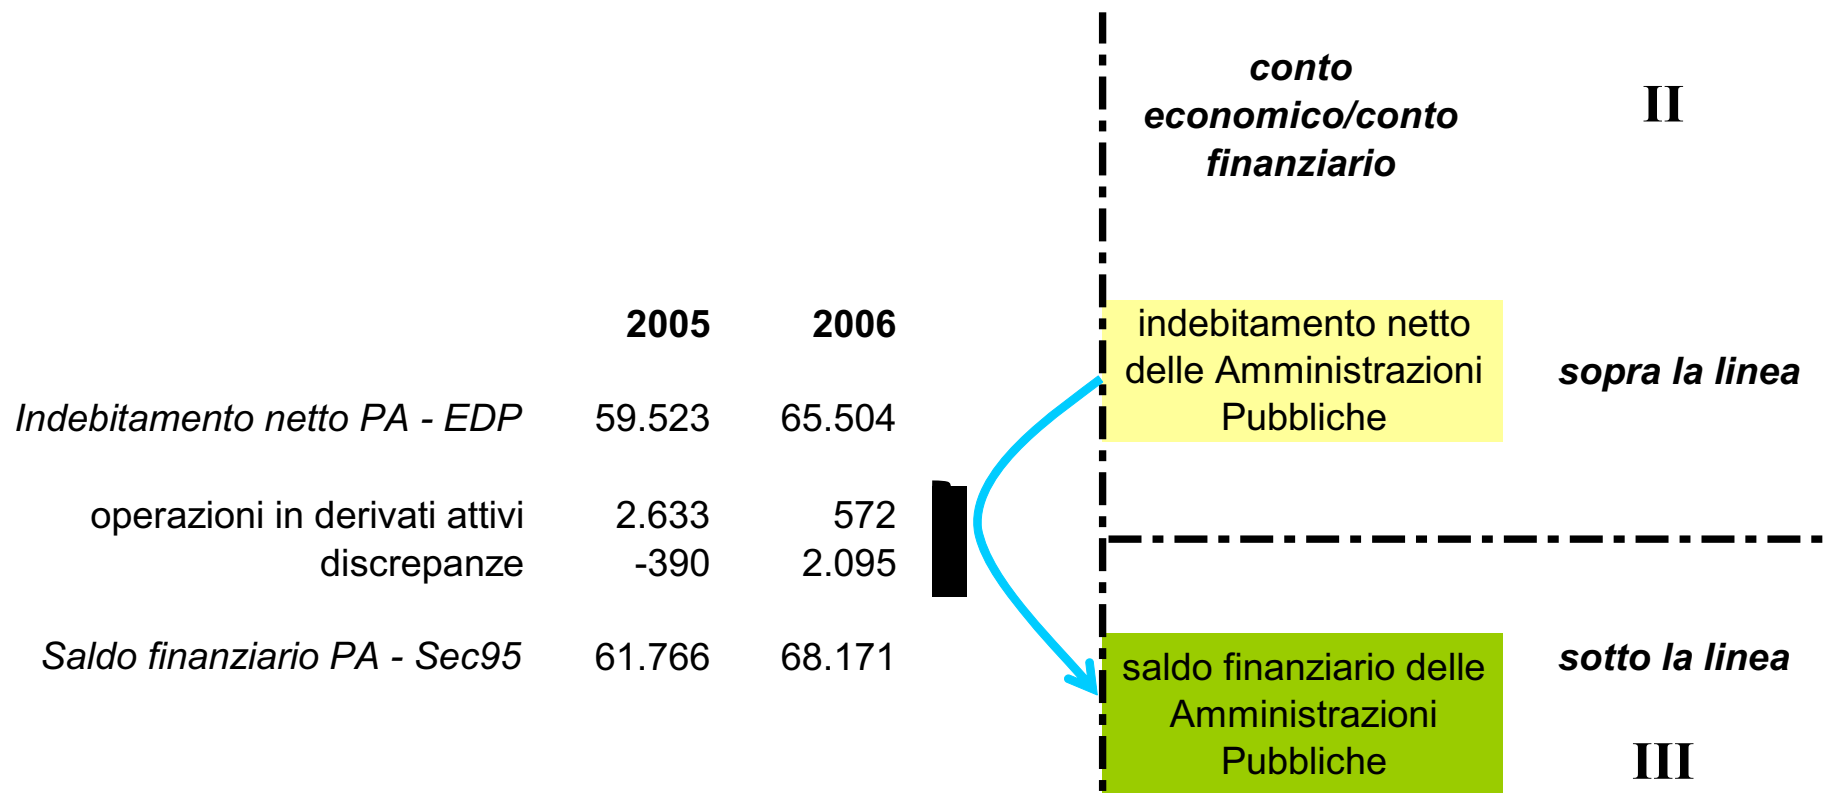 conto
economico/conto
finanziario
II
2005 2006
Indebitamento netto PA - EDP 59.523 65.504
operazioni in derivati attivi 2.633 572
discrepanze -390 2.095
Saldo finanziario PA - Sec95 61.766 68.171
indebitamento netto
delle Amministrazioni
Pubbliche
sopra la linea
saldo finanziario delle
Amministrazioni
Pubbliche
sotto la linea
III